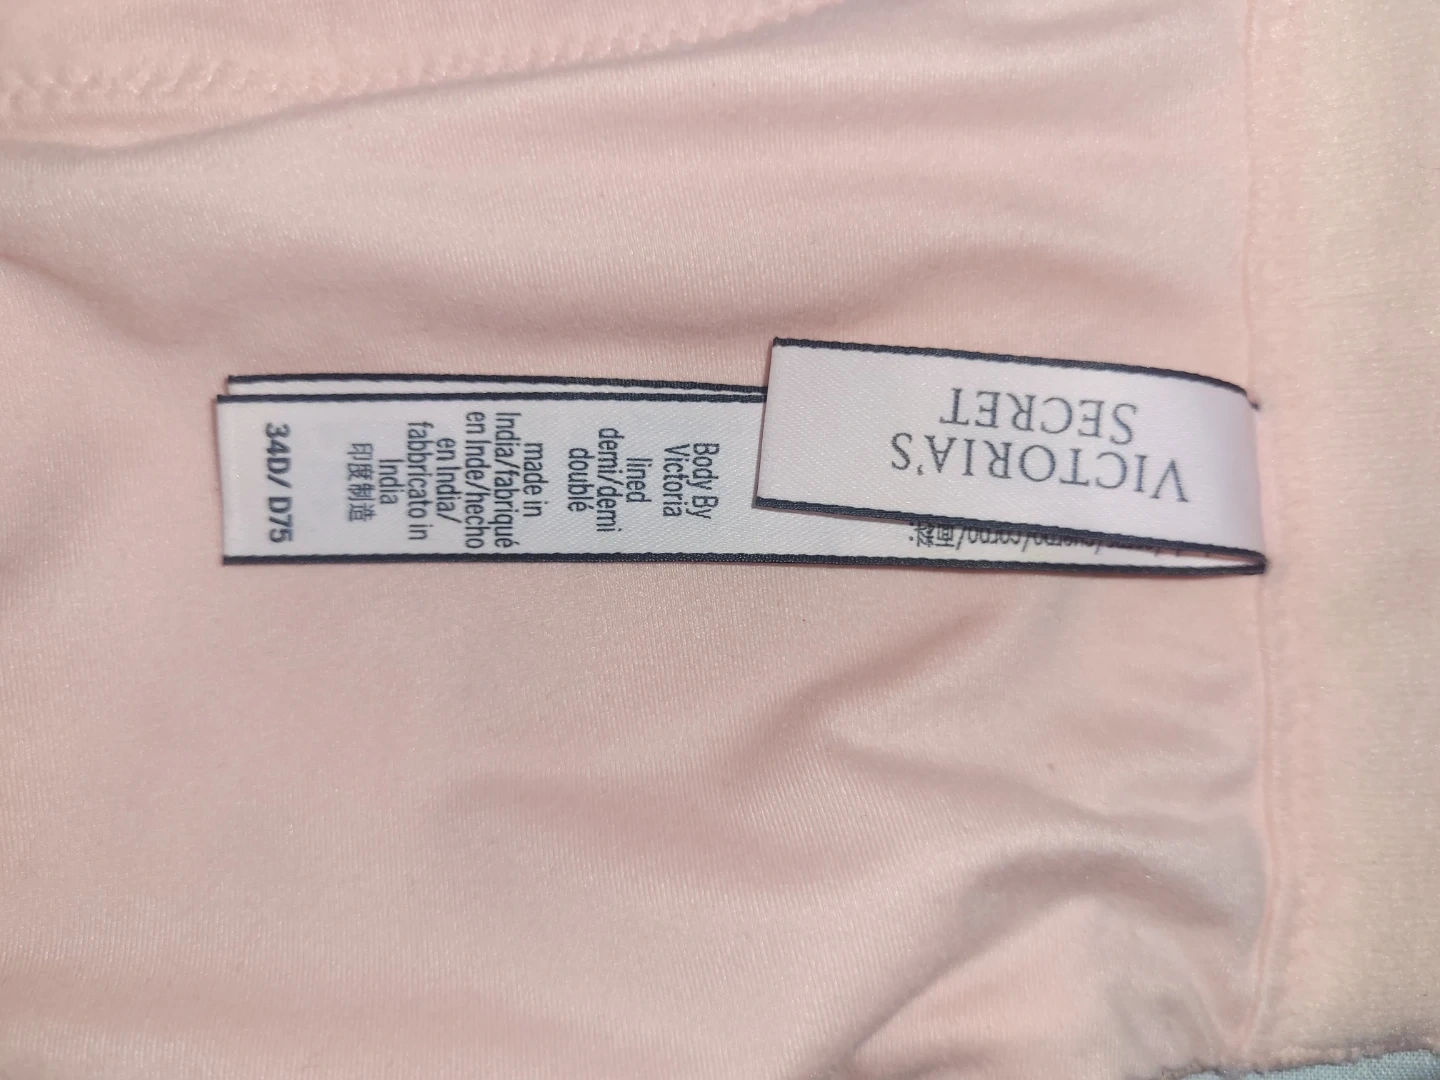 VICTORIA'S
SECRET
Body By
Victoria
lined
demi/demi
doublé
made in
India/fabriqué
en Inde/hecho
en India/
fabbricato in
India
印度制造
34D/ D75